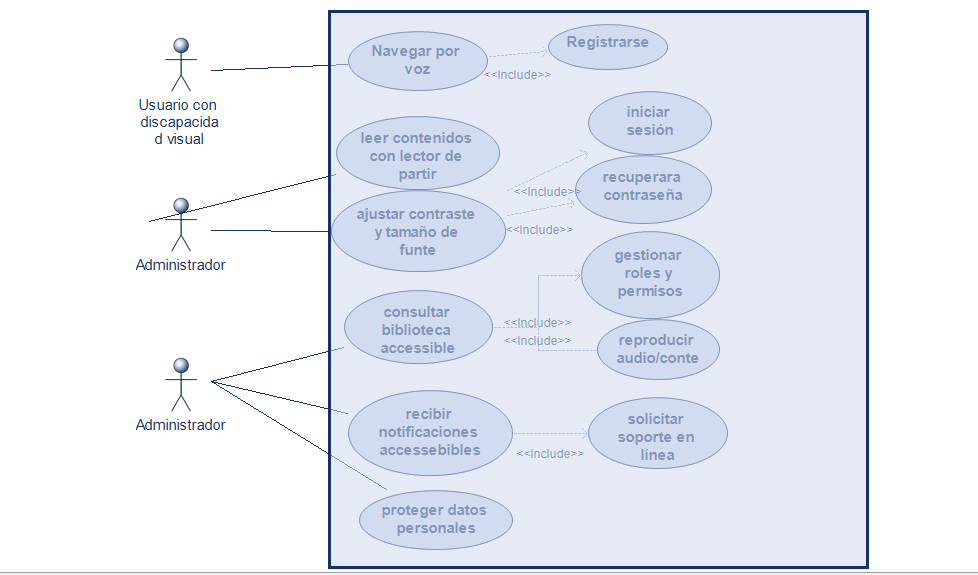 Navegar por
voz
Registrarse
<<Include>>
Usuario con
discapacida
d visual
leer contenidos
con lector de
partir
iniciar
sesión
<<Include>>
recuperara
contraseña
ajustar contraste
y tamaño de
funte
<<Include>>
Administrador
gestionar
roles y
permisos
consultar
biblioteca
accessible
<<Include>>
<<Include>>
reproducir
audio/conte
Administrador
recibir
notificaciones
accessebibles
solicitar
soporte en
linea
<<Include>>
proteger datos
personales